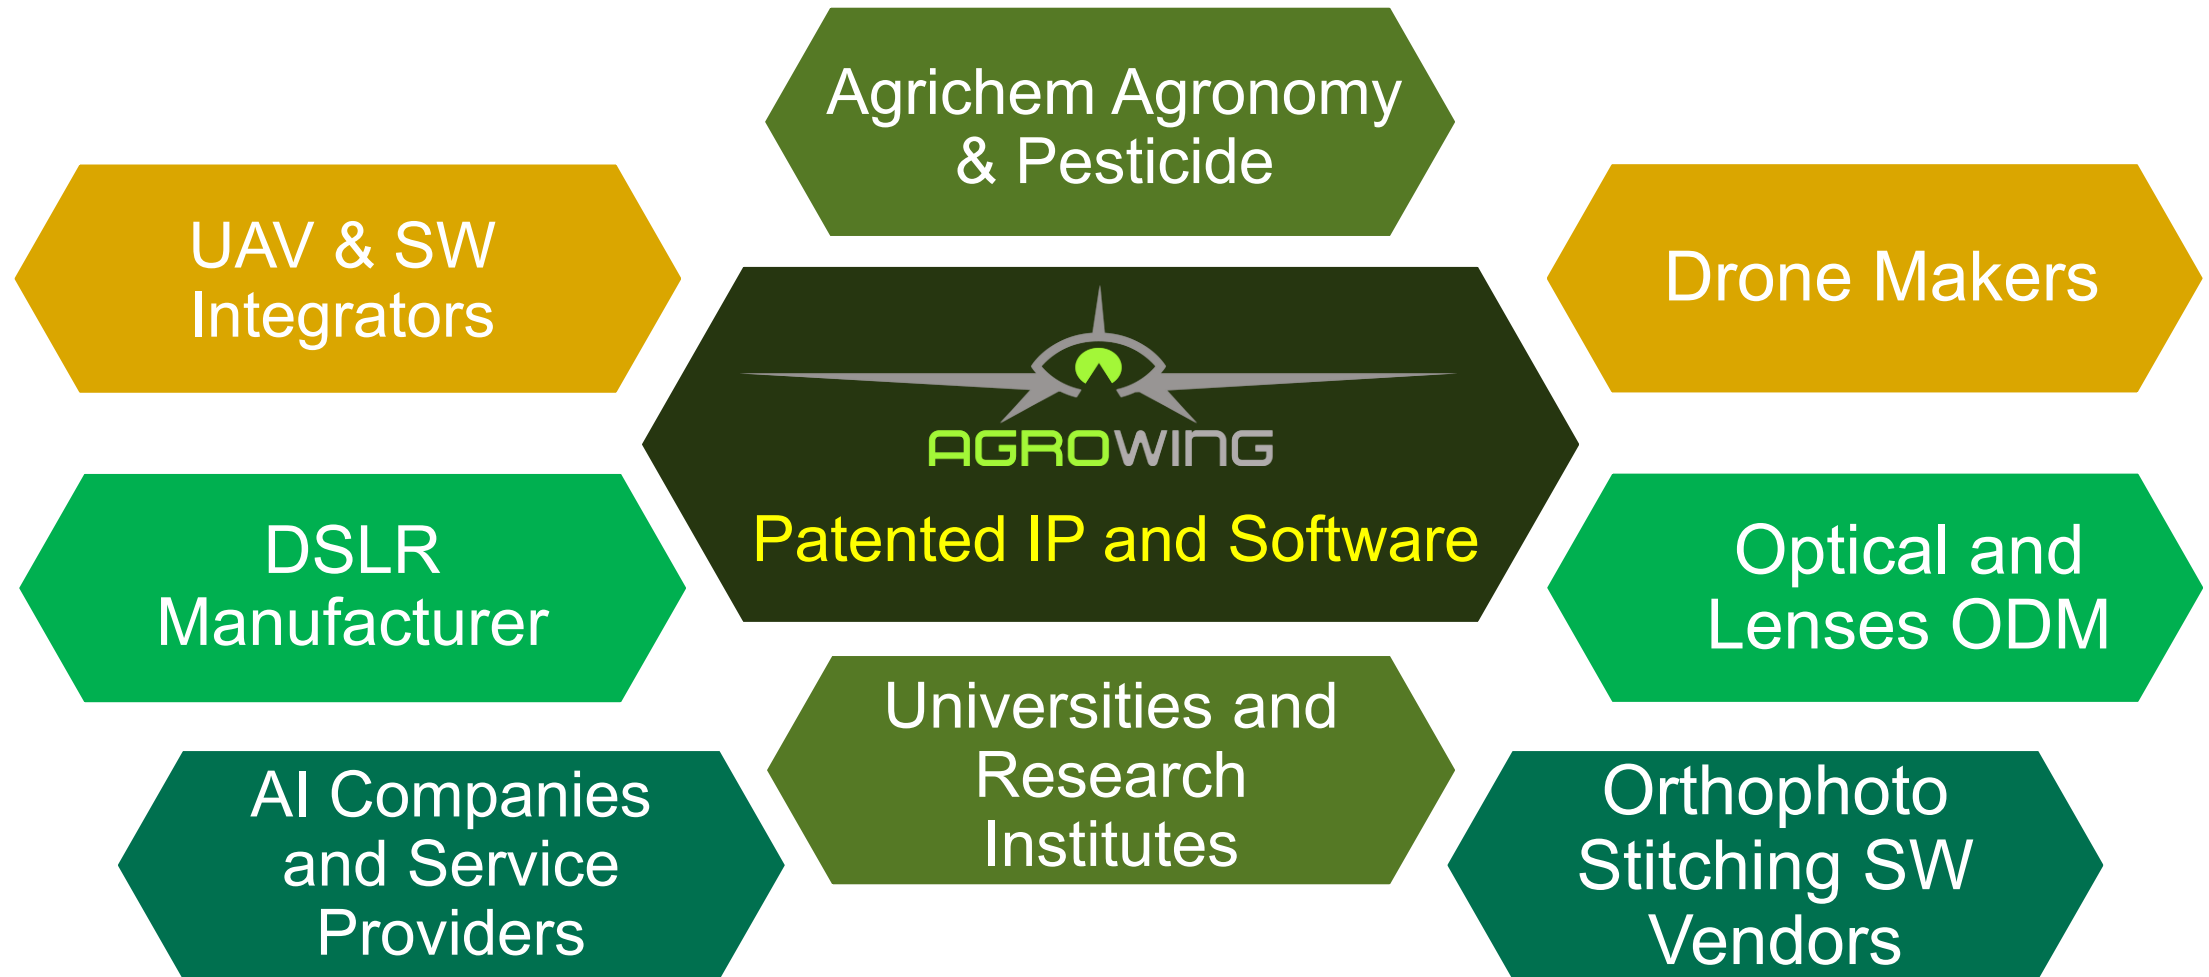 Agrichem Agronomy
& Pesticide
UAV & SW
Integrators
Drone Makers
AGROWING
Patented IP and Software
DSLR
Manufacturer
Optical and
Lenses ODM
Universities and
Research
Institutes
AI Companies
and Service
Providers
Orthophoto
Stitching SW
Vendors